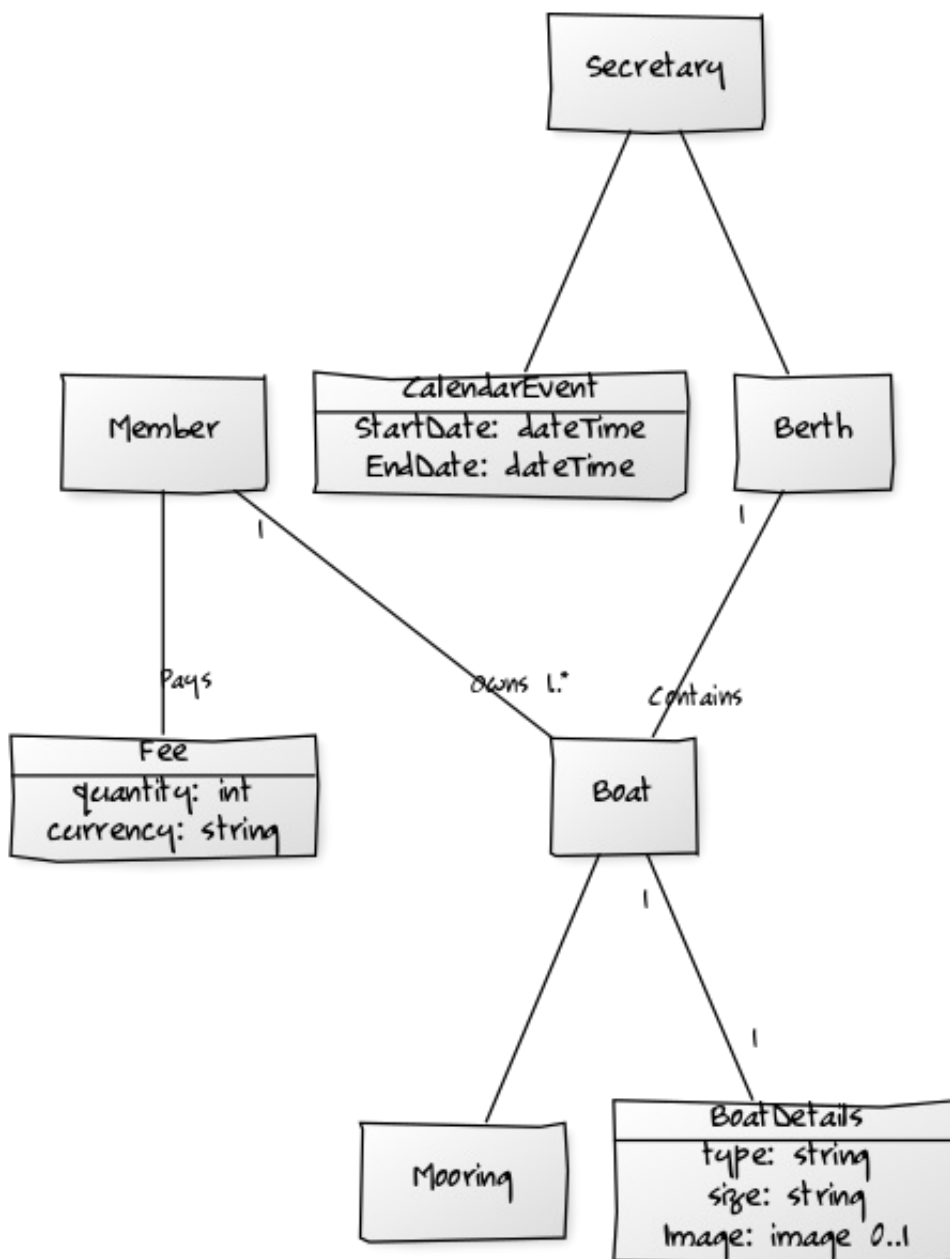 Secretary
Member
CalendarEvent
StartDate: dateTime
EndDate: dateTime
Berth
1
1
Pays
Owns 1..*
Contains
Fee
quantity: int
currency: string
Boat
1
1
Mooring
BoatDetails
type: string
size: string
Image: image 0..1